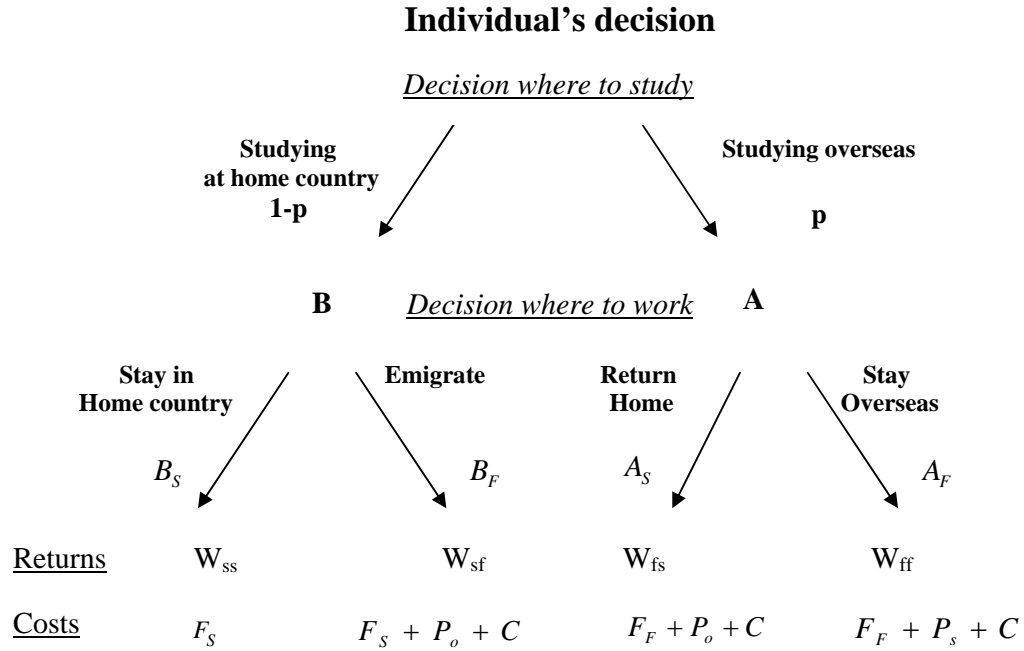 Individual's decision
Decision where to study
Studying
at home country
1-p
Studying overseas
p
B
Decision where to work
A
Stay in
Home country
Emigrate
Return
Home
Stay
Overseas
B_S
B_F
A_S
A_F
Returns W_ss W_sf W_fs W_ff
Costs F_S F_S + P_o + C F_F + P_o + C F_F + P_s + C